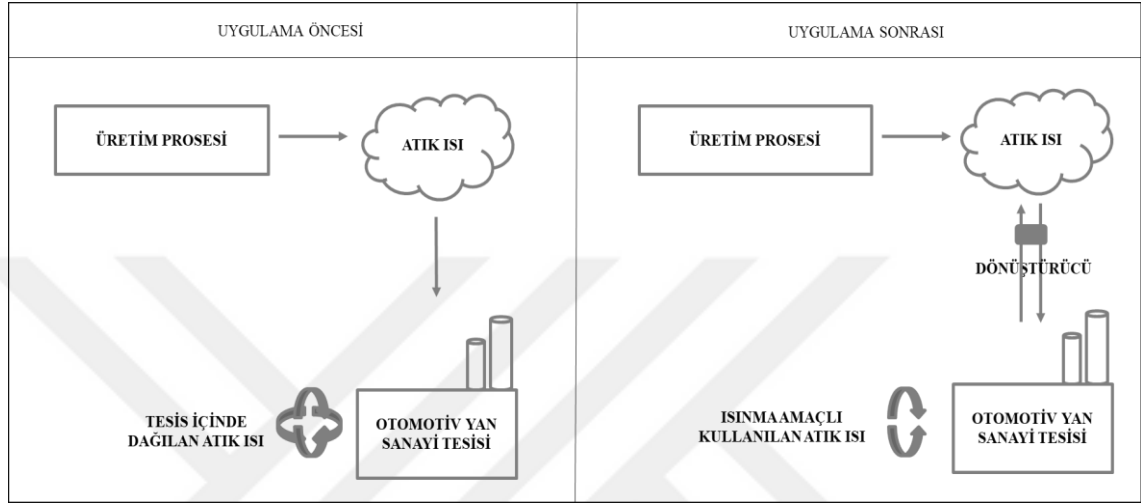 UYGULAMA ÖNCESİ
ÜRETİM PROSESİ
ATIK ISI
TESİS İÇİNDE
DAĞILAN ATIK ISI
OTOMOTİV YAN
SANAYİ TESİSİ
UYGULAMA SONRASI
ÜRETİM PROSESİ
ATIK ISI
DÖNÜŞTÜRÜCÜ
ISINMA AMAÇLI
KULLANILAN ATIK ISI
OTOMOTİV YAN
SANAYİ TESİSİ